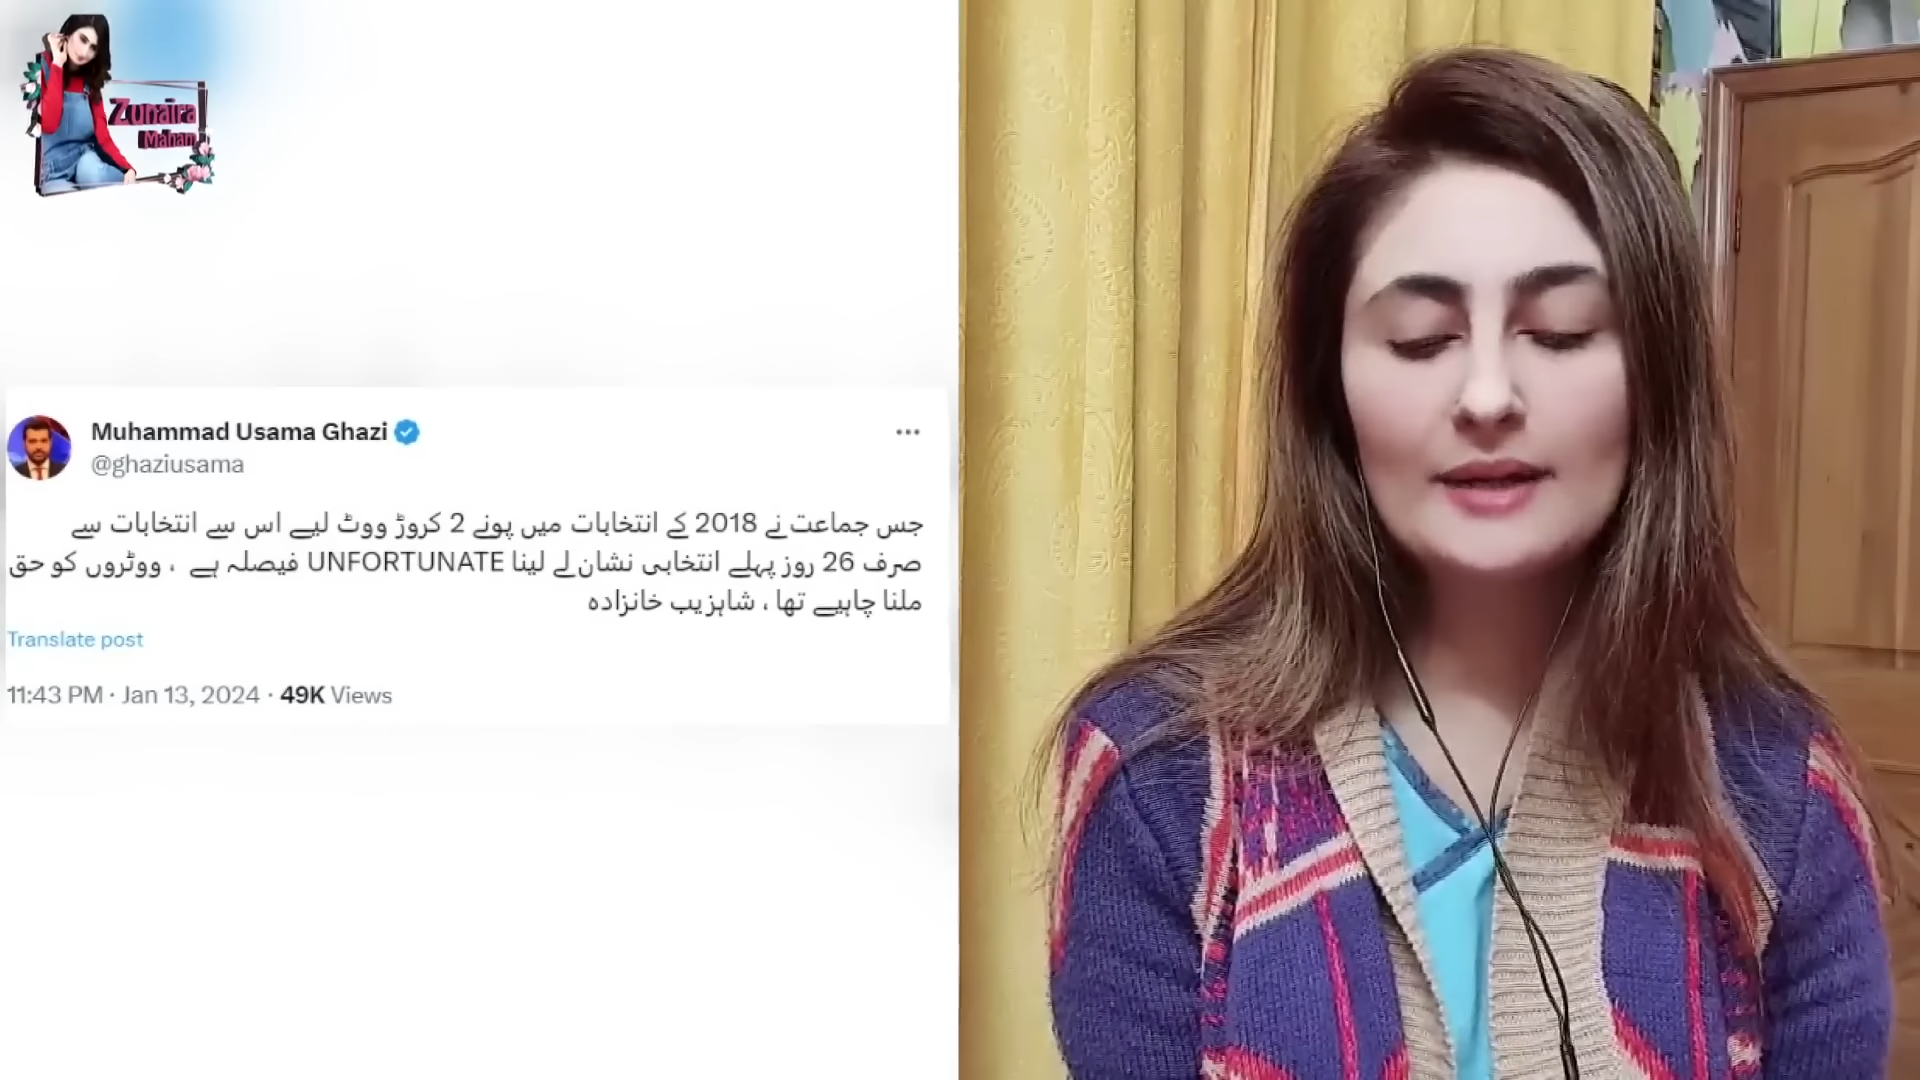 Zunaira
Maham
Muhammad Usama Ghazi
@ghaziusama
جس جماعت نے 2018 کے انتخابات میں پونے 2 کروڑ ووٹ لیے اس سے انتخابات سے
صرف 26 روز پہلے انتخابی نشان لے لینا UNFORTUNATE فیصلہ ہے ، ووٹروں کو حق
ملنا چاہیے تھا ، شاہزیب خانزادہ
Translate post
11:43 PM · Jan 13, 2024 · 49K Views